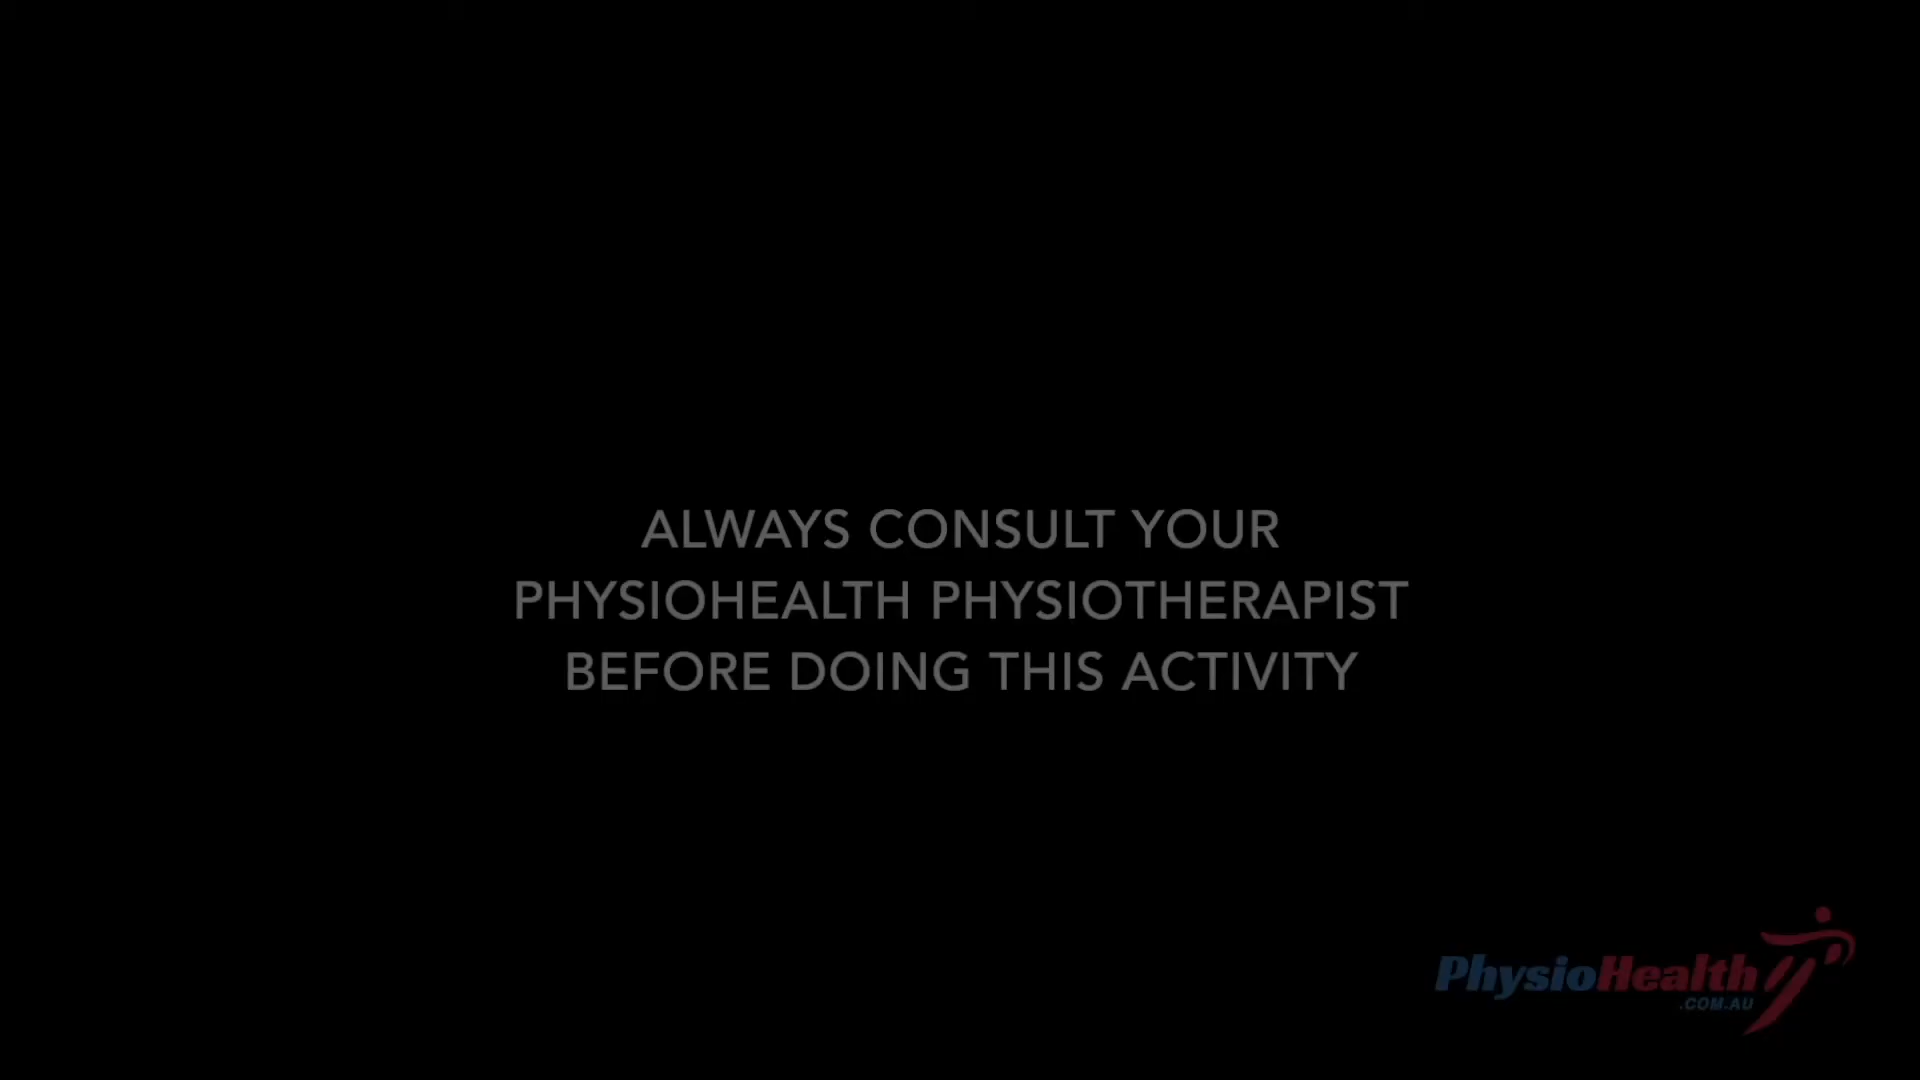 ALWAYS CONSULT YOUR
PHYSIOHEALTH PHYSIOTHERAPIST
BEFORE DOING THIS ACTIVITY
PhysioHealth
.COM.AU